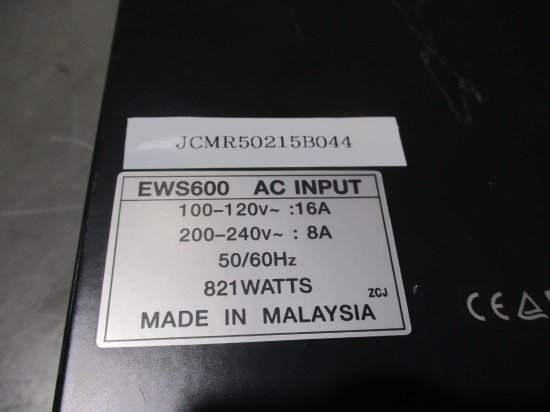 JCMR50215B044
EWS600 AC INPUT
100-120v~ :16A
200-240v~ : 8A
50/60Hz
821WATTS
ZCJ
MADE IN MALAYSIA
CE